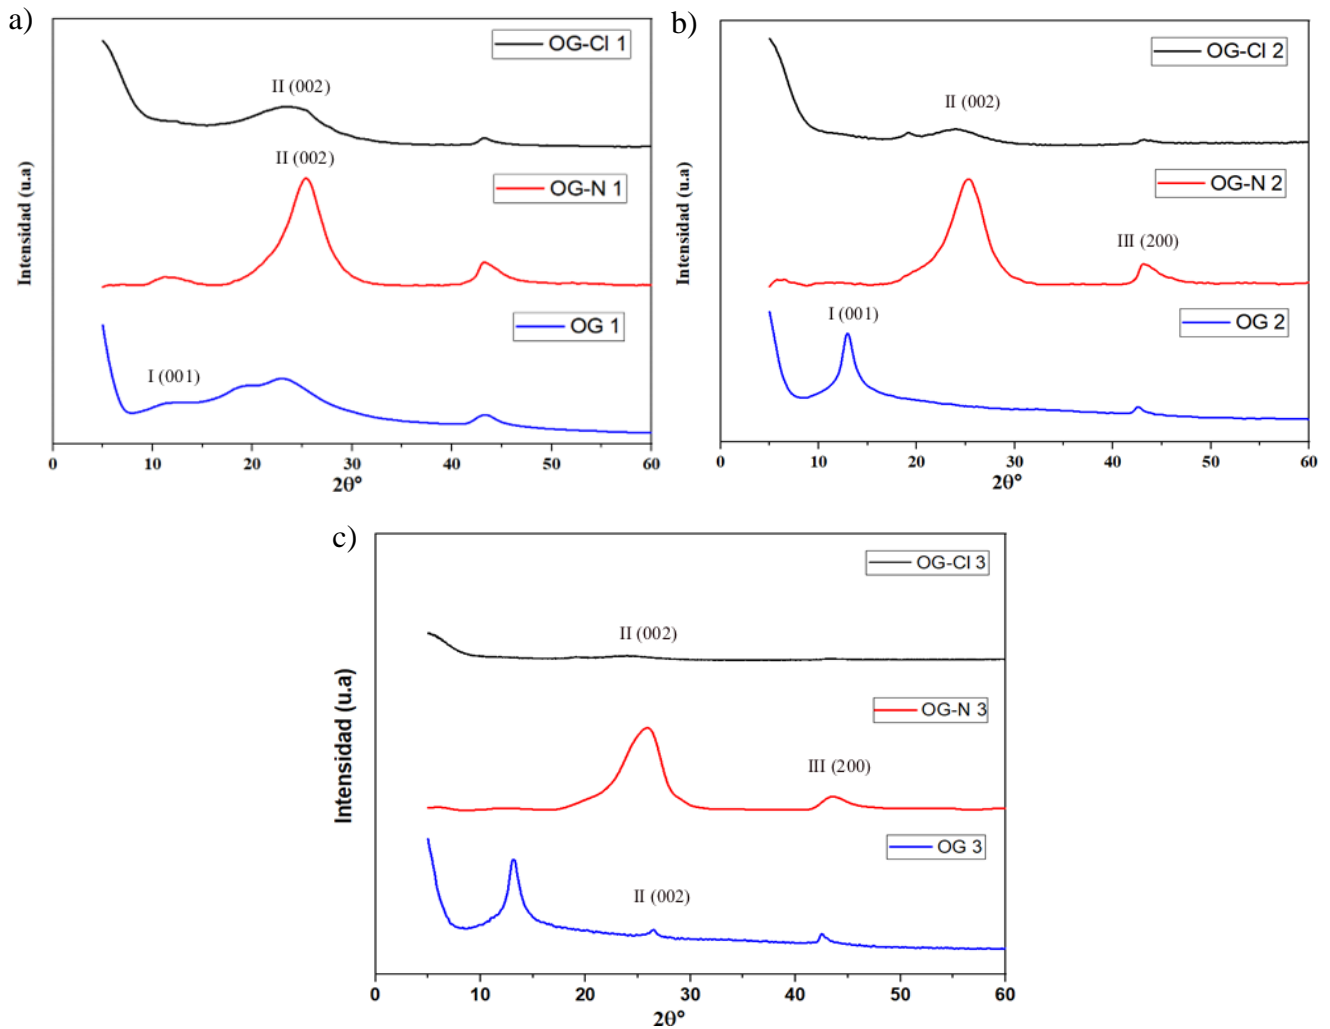 a)
OG-Cl 1
II (002)
II (002)
OG-N 1
OG 1
I (001)
Intensidad (u.a)
0 10 20 30 40 50 60
2θ°
b)
OG-Cl 2
II (002)
OG-N 2
III (200)
I (001)
OG 2
Intensidad (u.a)
0 10 20 30 40 50 60
2θ°
c)
OG-Cl 3
II (002)
OG-N 3
III (200)
OG 3
II (002)
Intensidad (u.a)
0 10 20 30 40 50 60
2θ°